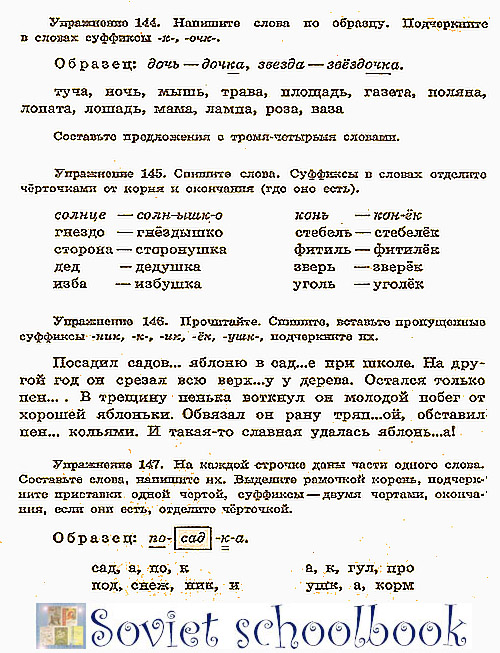 Упражнение 144. Напишите слова по образцу. Подчеркните
в словах суффиксы -к-, -очк-.
Образец: дочь — дочка, звезда — звёздочка.
туча, ночь, мышь, трава, площадь, газета, поляна,
лопата, лошадь, мама, лампа, роза, ваза
Составьте предложения с тремя-четырьмя словами.
Упражнение 145. Спишите слова. Суффиксы в словах отделите
чёрточками от корня и окончания (где оно есть).
солнце — солн-ышк-о
гнездо — гнёздышко
сторона — сторонушка
дед — дедушка
изба — избушка
конь — кон-ёк
стебель — стебелёк
фитиль — фитилёк
зверь — зверёк
уголь — уголёк
Упражнение 146. Прочитайте. Спишите, вставьте пропущенные
суффиксы -ник, -к-, -ик, -ёк, -ушк-, подчеркните их.
Посадил садов... яблоню в сад...е при школе. На дру-
гой год он срезал всю верх...у у дерева. Остался только
пен... . В трещину пенька воткнул он молодой побег от
хорошей яблоньки. Обвязал он рану тряп...ой, обставил
пен... кольями. И такая-то славная удалась яблонь...а!
Упражнение 147. На каждой строчке даны части одного слова.
Составьте слова, напишите их. Выделите рамочкой корень, подчерк-
ните приставки одной чертой, суффиксы — двумя чертами, оконча-
ния, если они есть, отделите чёрточкой.
Образец: по- сад -к-а.
сад, а, по, к
под, снеж, ник, и
а, к, гул, про
ушк, а, корм
Soviet schoolbook